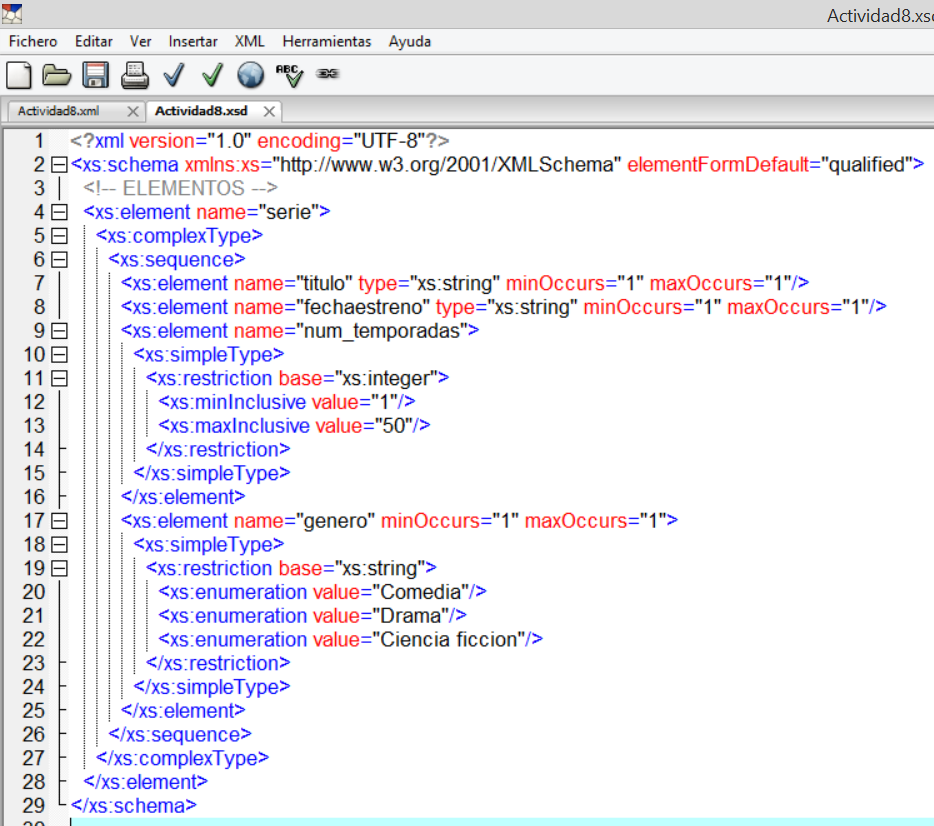 Actividad8.xs
Fichero Editar Ver Insertar XML Herramientas Ayuda
ABC
Actividad8.xml Actividad8.xsd
1 <?xml version="1.0" encoding="UTF-8"?>
2 <xs:schema xmlns:xs="http://www.w3.org/2001/XMLSchema" elementFormDefault="qualified">
3 <!-- ELEMENTOS -->
4 <xs:element name="serie">
5 <xs:complexType>
6 <xs:sequence>
7 <xs:element name="titulo" type="xs:string" minOccurs="1" maxOccurs="1"/>
8 <xs:element name="fechaestreno" type="xs:string" minOccurs="1" maxOccurs="1"/>
9 <xs:element name="num_temporadas">
10 <xs:simpleType>
11 <xs:restriction base="xs:integer">
12 <xs:minInclusive value="1"/>
13 <xs:maxInclusive value="50"/>
14 </xs:restriction>
15 </xs:simpleType>
16 </xs:element>
17 <xs:element name="genero" minOccurs="1" maxOccurs="1">
18 <xs:simpleType>
19 <xs:restriction base="xs:string">
20 <xs:enumeration value="Comedia"/>
21 <xs:enumeration value="Drama"/>
22 <xs:enumeration value="Ciencia ficcion"/>
23 </xs:restriction>
24 </xs:simpleType>
25 </xs:element>
26 </xs:sequence>
27 </xs:complexType>
28 </xs:element>
29 </xs:schema>